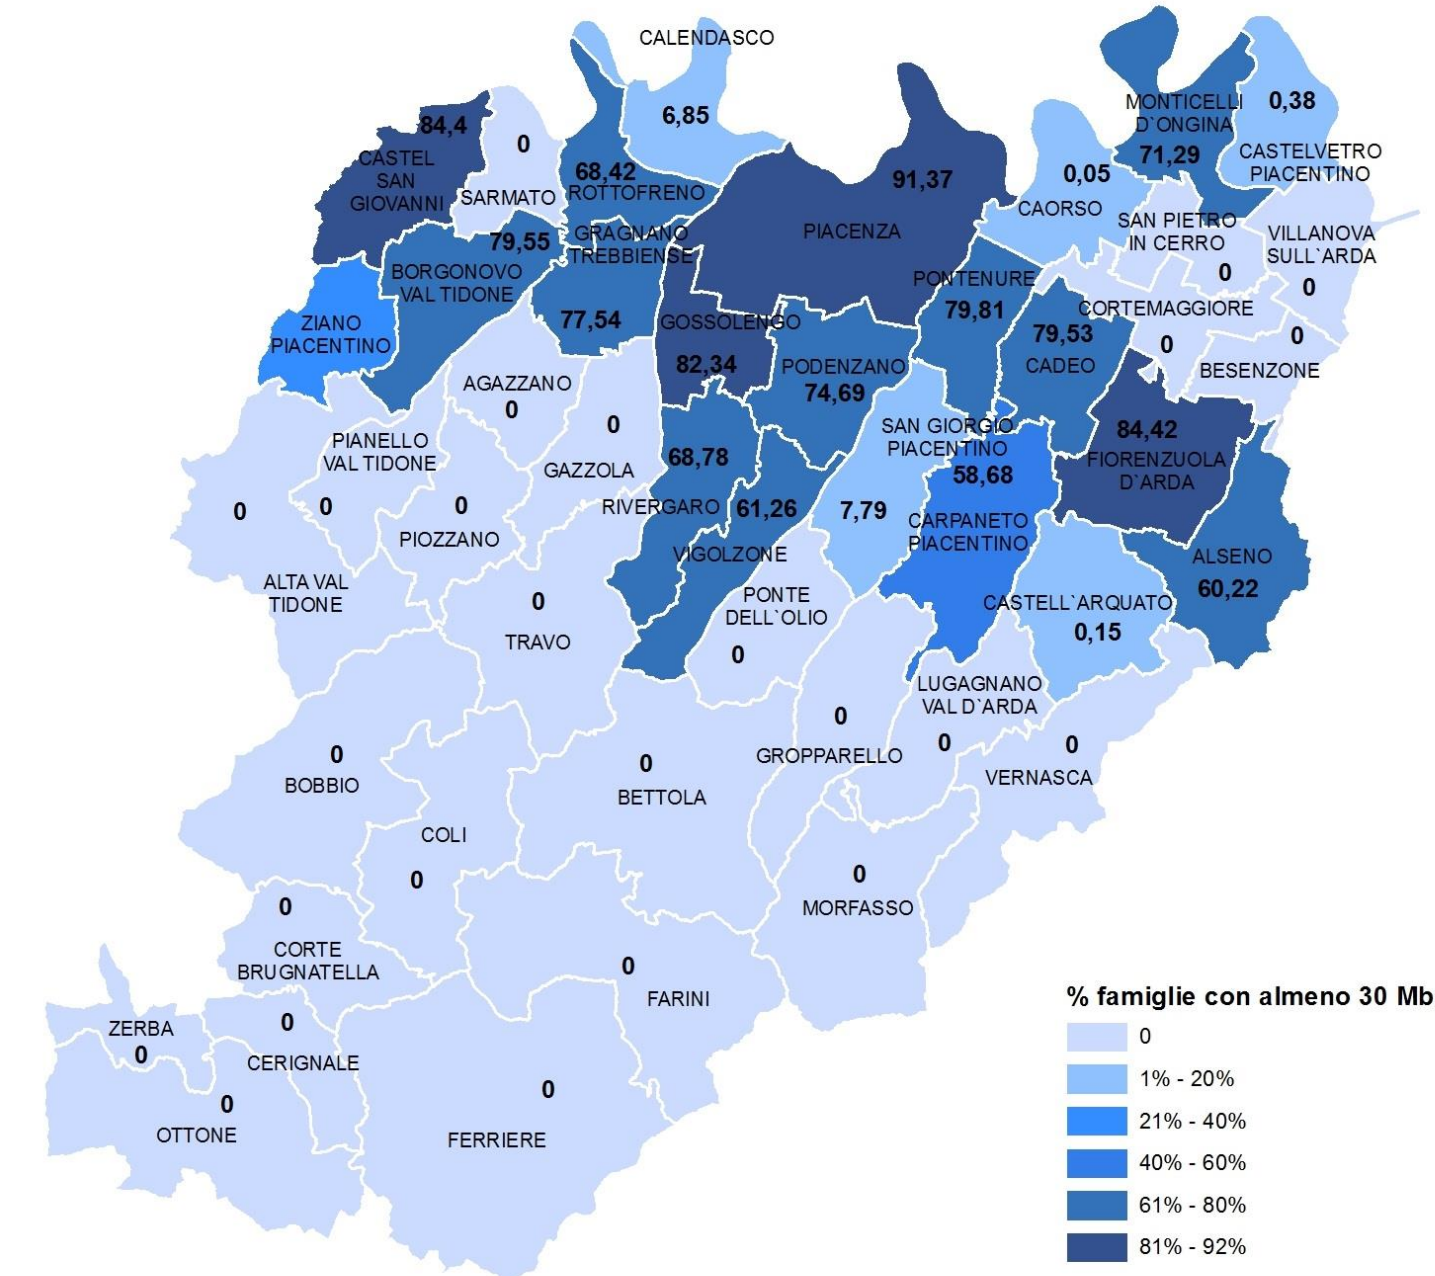 CALENDASCO
6,85
84,4
CASTEL
SAN
GIOVANNI
0
SARMATO
68,42
ROTTOFRENO
91,37
PIACENZA
MONTICELLI
D`ONGINA
71,29
0,38
CASTELVETRO
PIACENTINO
0,05
CAORSO
SAN PIETRO
IN CERRO
0
VILLANOVA
SULL`ARDA
0
79,55
BORGONOVO
VAL TIDONE
GRAGNANO
TREBBIENSE
77,54
ZIANO
PIACENTINO
GOSSOLENGO
82,34
PODENZANO
74,69
PONTENURE
79,81
79,53
CADEO
CORTEMAGGIORE
0
0
BESENZONE
AGAZZANO
0
0
GAZZOLA
PIANELLO
VAL TIDONE
0
0
PIOZZANO
0
ALTA VAL
TIDONE
68,78
RIVERGARO
61,26
VIGOLZONE
SAN GIORGIO
PIACENTINO
7,79
58,68
CARPANETO
PIACENTINO
84,42
FIORENZUOLA
D`ARDA
ALSENO
60,22
CASTELL`ARQUATO
0,15
0
TRAVO
PONTE
DELL`OLIO
0
LUGAGNANO
VAL D`ARDA
0
0
GROPPARELLO
0
VERNASCA
0
BOBBIO
0
BETTOLA
COLI
0
0
MORFASSO
0
CORTE
BRUGNATELLA
0
FARINI
ZERBA
0
0
CERIGNALE
0
OTTONE
0
FERRIERE
% famiglie con almeno 30 Mb
0
1% - 20%
21% - 40%
40% - 60%
61% - 80%
81% - 92%